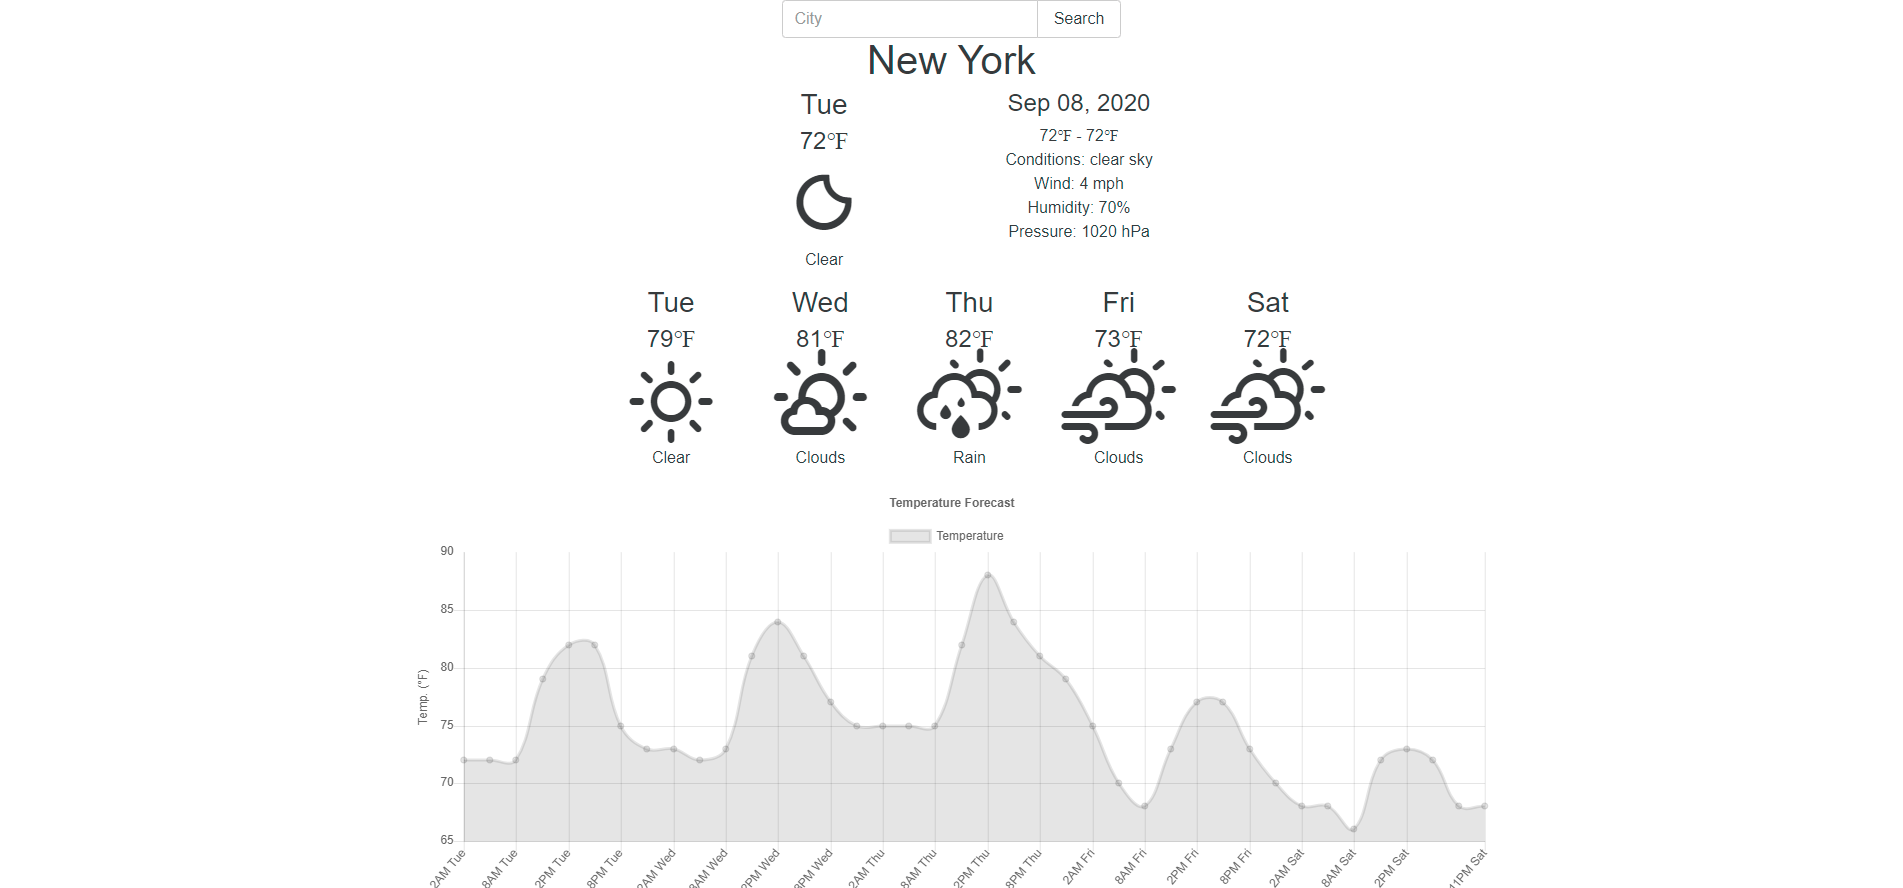 City Search
New York
Tue
72°F
Clear
Sep 08, 2020
72°F - 72°F
Conditions: clear sky
Wind: 4 mph
Humidity: 70%
Pressure: 1020 hPa
Tue Wed Thu Fri Sat
79°F 81°F 82°F 73°F 72°F
Clear Clouds Rain Clouds Clouds
Temperature Forecast
Temperature
Temp. (°F)
90
85
80
75
70
65
2AM Tue 8AM Tue 2PM Tue 8PM Tue 2AM Wed 8AM Wed 2PM Wed 8PM Wed 2AM Thu 8AM Thu 2PM Thu 8PM Thu 2AM Fri 8AM Fri 2PM Fri 8PM Fri 2AM Sat 8AM Sat 2PM Sat 11PM Sat